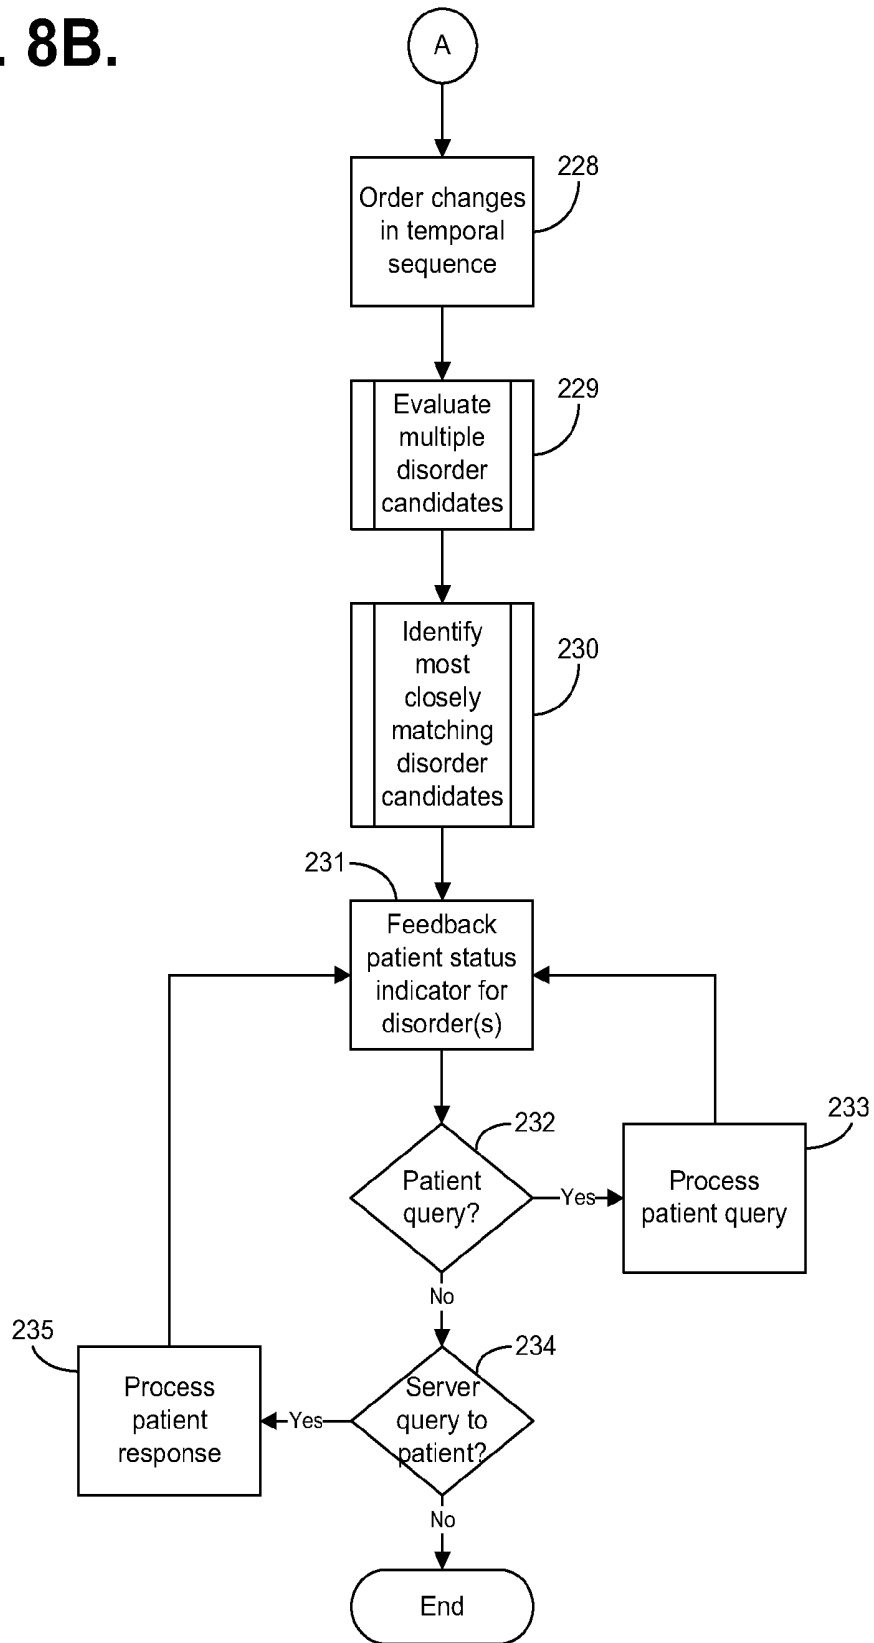 . 8B.
A
228
Order changes
in temporal
sequence
229
Evaluate
multiple
disorder
candidates
230
Identify
most
closely
matching
disorder
candidates
231
Feedback
patient status
indicator for
disorder(s)
232
Patient
query?
Yes
233
Process
patient query
No
234
Server
query to
patient?
Yes
235
Process
patient
response
No
End